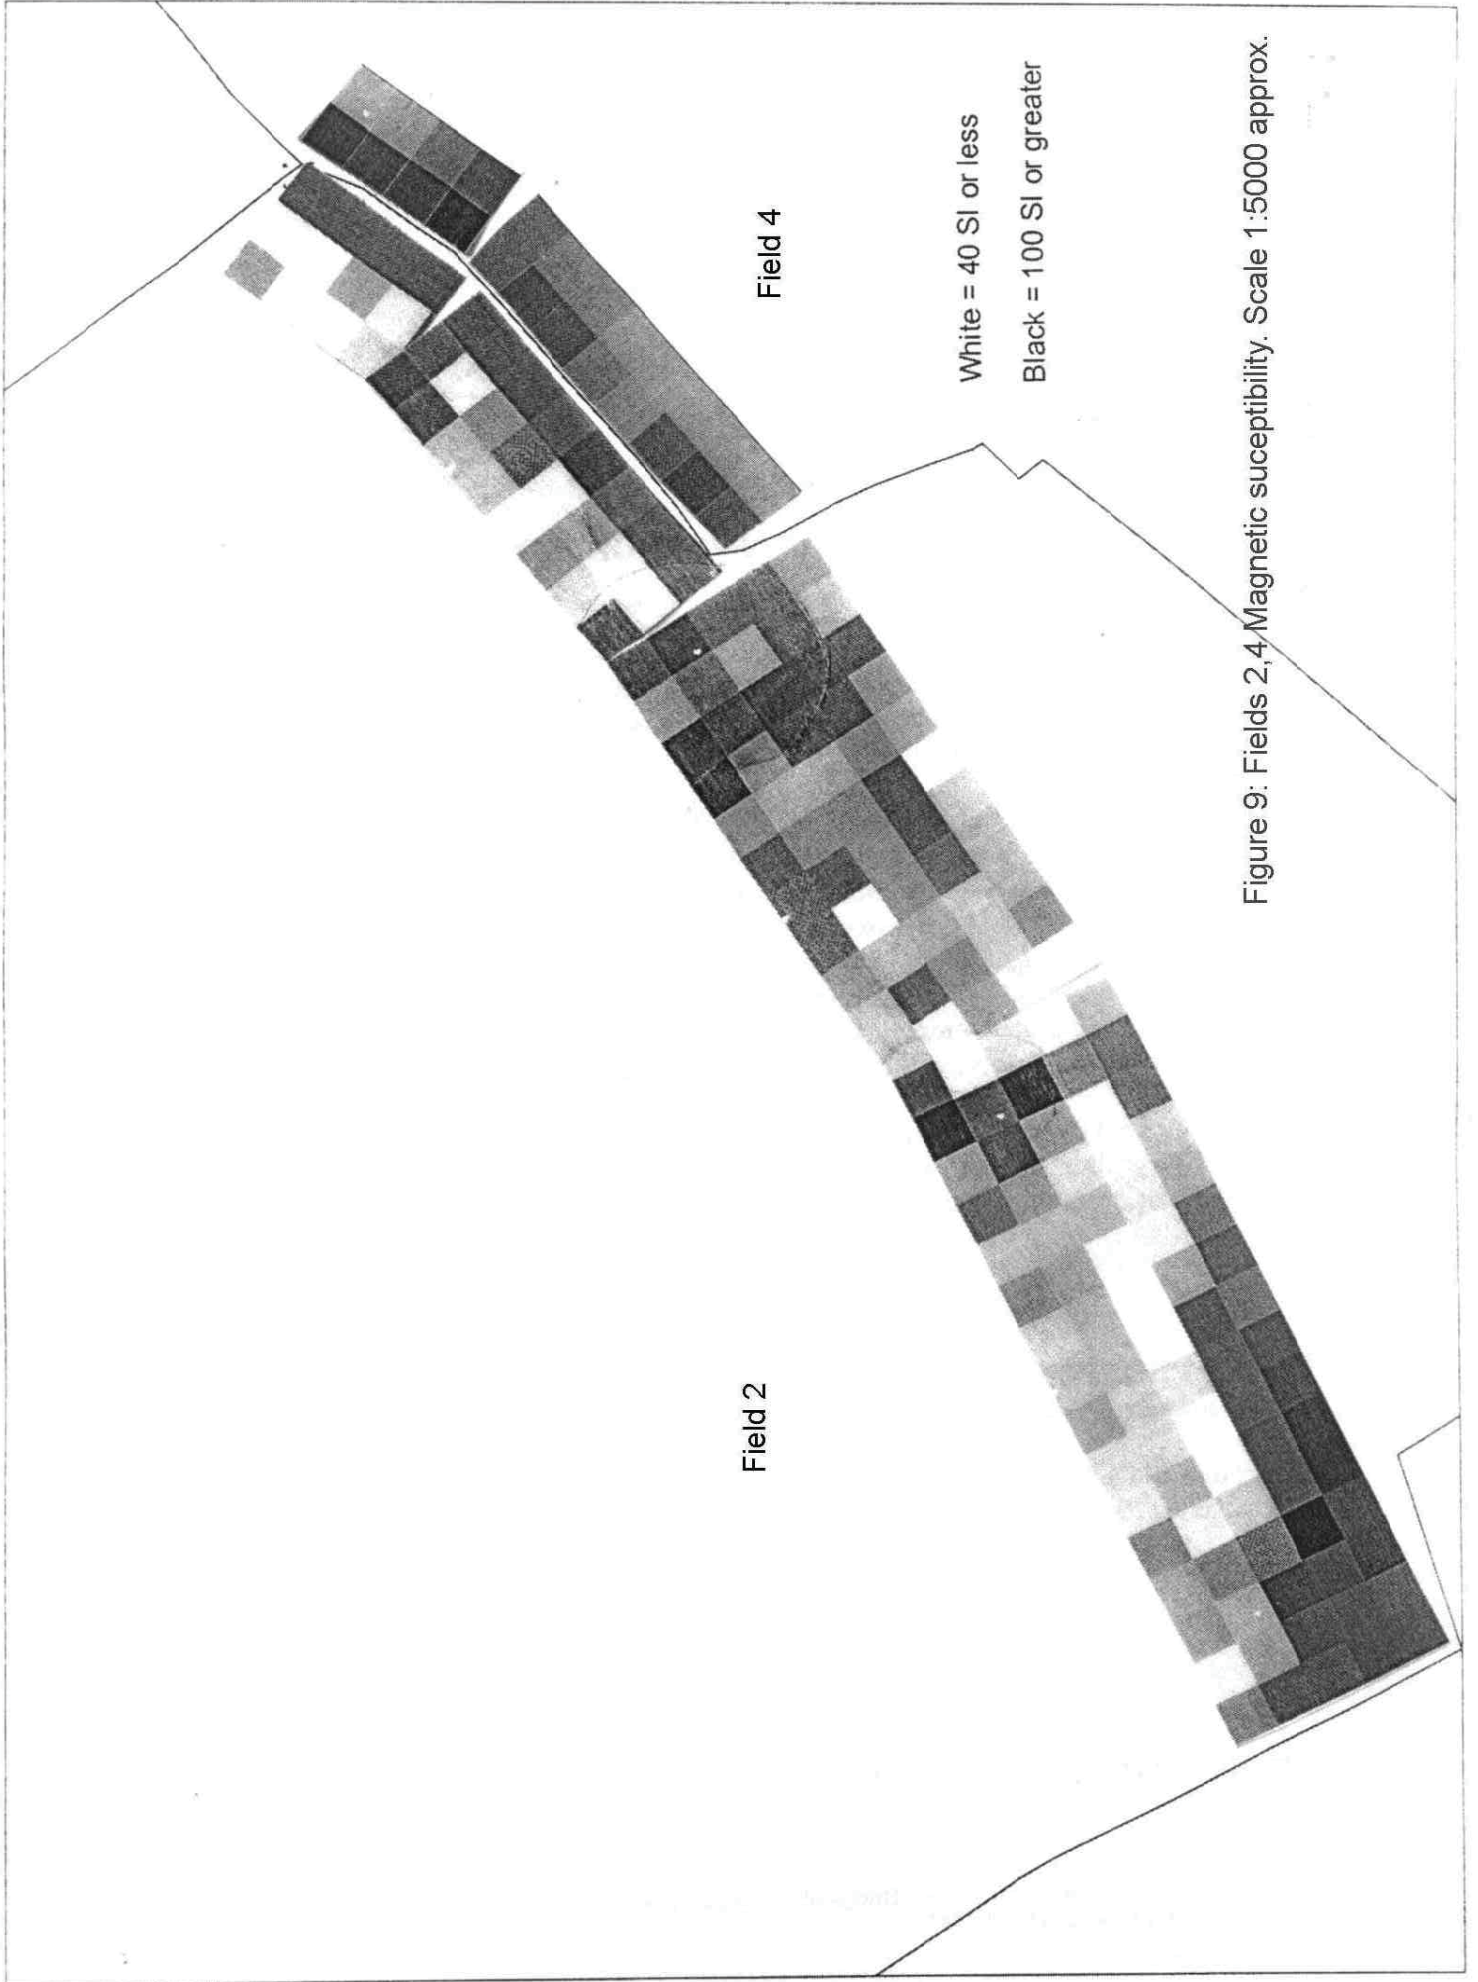 Field 2
Field 4
White = 40 SI or less
Black = 100 SI or greater
Figure 9: Fields 2,4 Magnetic suceptibility. Scale 1:5000 approx.